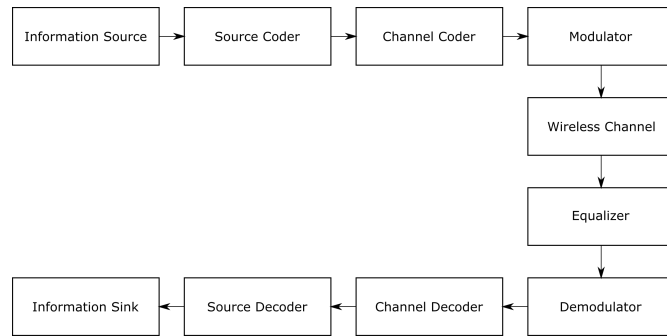 Information Source
Source Coder
Channel Coder
Modulator
Wireless Channel
Equalizer
Demodulator
Channel Decoder
Source Decoder
Information Sink